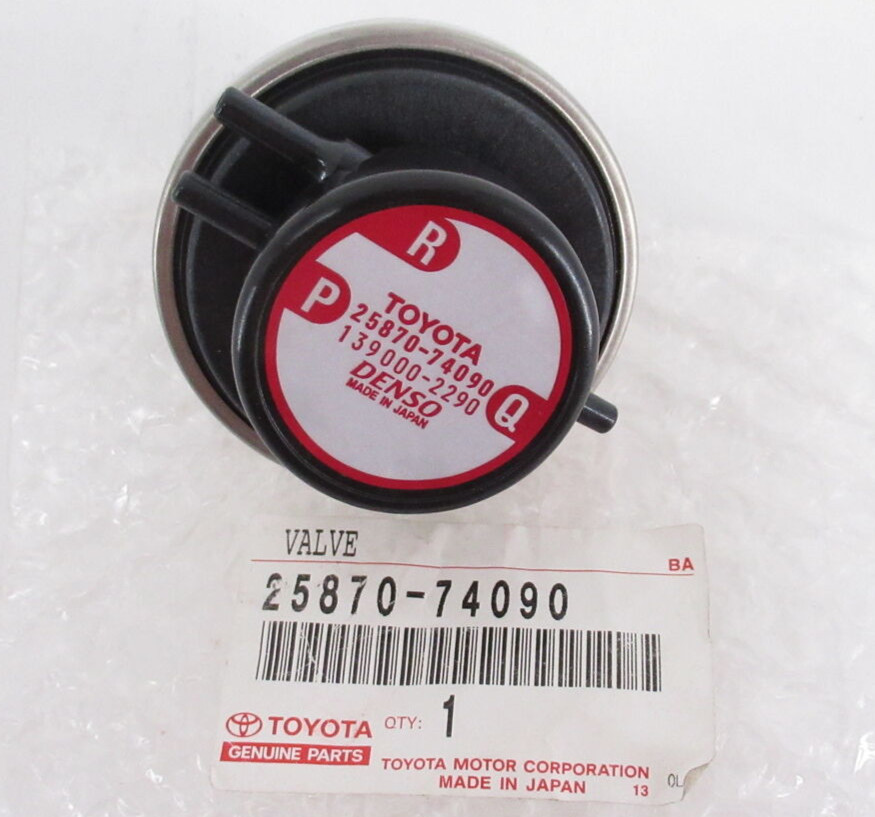 R
P
TOYOTA
25870-74090
139000-2290
Q
DENSO
MADE IN JAPAN
VALVE
BA
25870-74090
TOYOTA QTY: 1
GENUINE PARTS
TOYOTA MOTOR CORPORATION
MADE IN JAPAN 13
OL